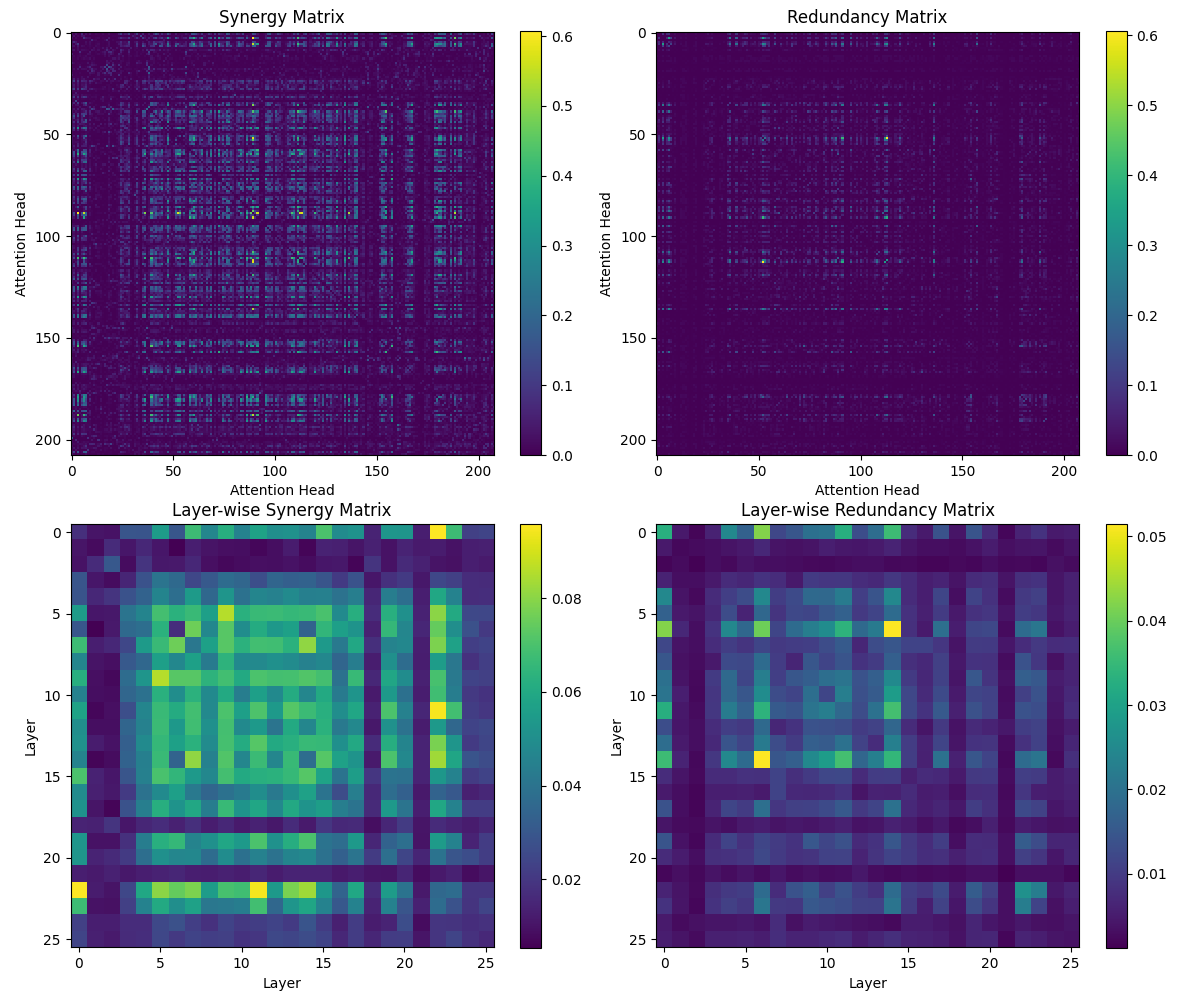 Synergy Matrix
0
50
100
150
200
Attention Head
0 50 100 150 200
Attention Head
0.6
0.5
0.4
0.3
0.2
0.1
0.0
Redundancy Matrix
0
50
100
150
200
Attention Head
0 50 100 150 200
Attention Head
0.6
0.5
0.4
0.3
0.2
0.1
0.0
Layer-wise Synergy Matrix
0
5
10
15
20
25
Layer
0 5 10 15 20 25
Layer
0.08
0.06
0.04
0.02
Layer-wise Redundancy Matrix
0
5
10
15
20
25
Layer
0 5 10 15 20 25
Layer
0.05
0.04
0.03
0.02
0.01